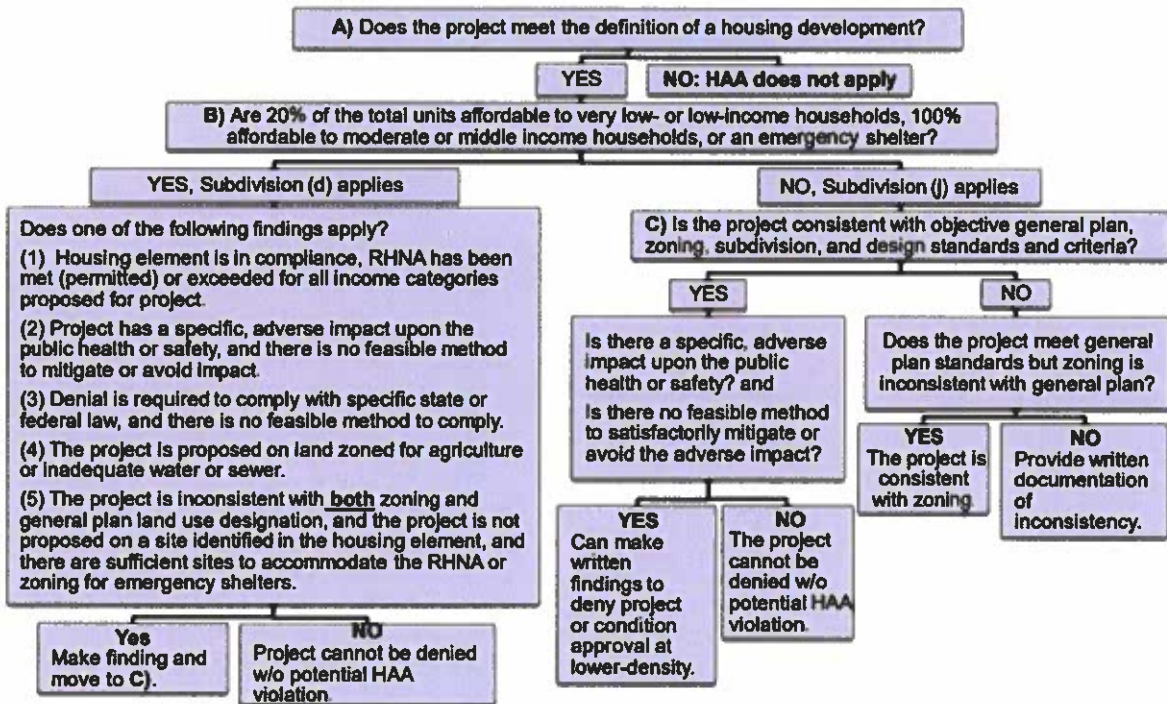 A) Does the project meet the definition of a housing development?
YES
NO: HAA does not apply
B) Are 20% of the total units affordable to very low- or low-income households, 100%
affordable to moderate or middle income households, or an emergency shelter?
YES, Subdivision (d) applies
Does one of the following findings apply?
(1) Housing element is in compliance, RHNA has been
met (permitted) or exceeded for all income categories
proposed for project.
(2) Project has a specific, adverse impact upon the
public health or safety, and there is no feasible method
to mitigate or avoid impact.
(3) Denial is required to comply with specific state or
federal law, and there is no feasible method to comply.
(4) The project is proposed on land zoned for agriculture
or inadequate water or sewer.
(5) The project is inconsistent with both zoning and
general plan land use designation, and the project is not
proposed on a site identified in the housing element, and
there are sufficient sites to accommodate the RHNA or
zoning for emergency shelters.
Yes
Make finding and
move to C).
NO
Project cannot be denied
w/o potential HAA
violation.
NO, Subdivision (j) applies
C) Is the project consistent with objective general plan,
zoning, subdivision, and design standards and criteria?
YES
Is there a specific, adverse
impact upon the public
health or safety? and
Is there no feasible method
to satisfactorily mitigate or
avoid the adverse impact?
YES
Can make
written
findings to
deny project
or condition
approval at
lower-density.
NO
The project
cannot be
denied w/o
potential HAA
violation.
NO
Does the project meet general
plan standards but zoning is
inconsistent with general plan?
YES
The project is
consistent
with zoning.
NO
Provide written
documentation
of
inconsistency.